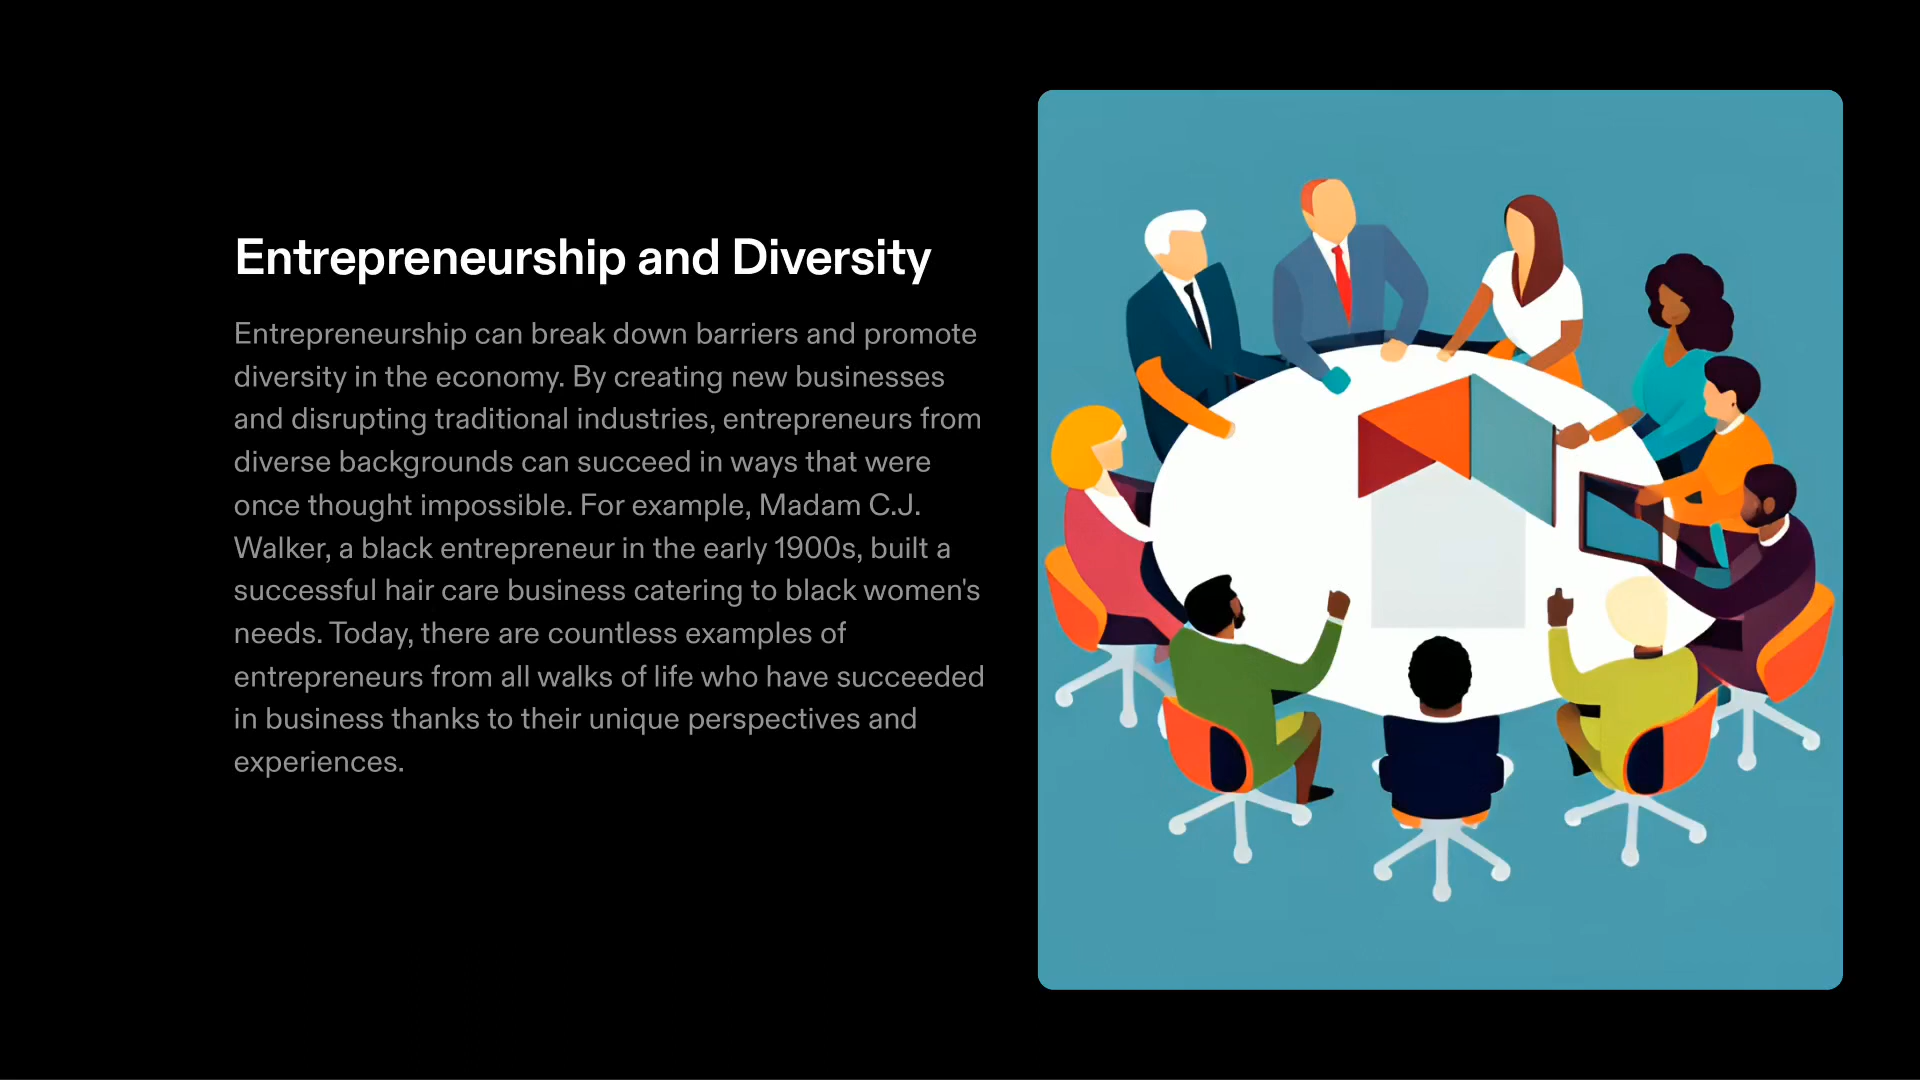 Entrepreneurship and Diversity
Entrepreneurship can break down barriers and promote
diversity in the economy. By creating new businesses
and disrupting traditional industries, entrepreneurs from
diverse backgrounds can succeed in ways that were
once thought impossible. For example, Madam C.J.
Walker, a black entrepreneur in the early 1900s, built a
successful hair care business catering to black women's
needs. Today, there are countless examples of
entrepreneurs from all walks of life who have succeeded
in business thanks to their unique perspectives and
experiences.